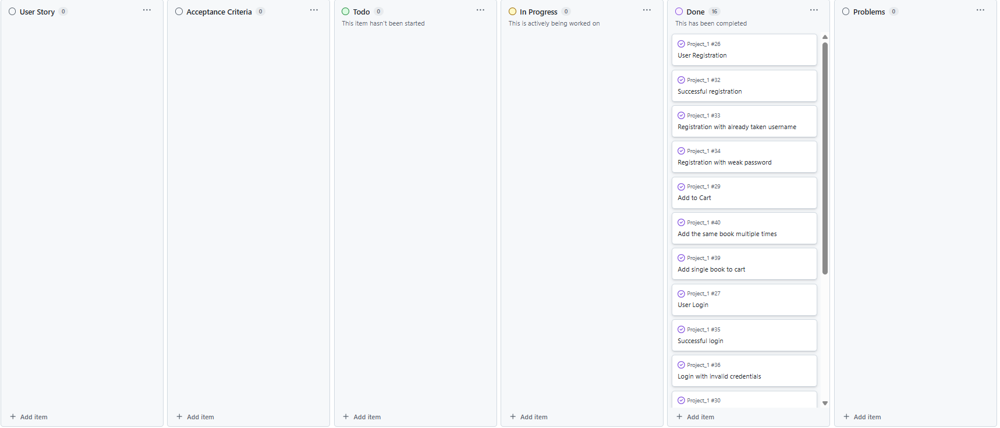 User Story 0
Acceptance Criteria 0
Todo 0
This item hasn't been started
In Progress 0
This is actively being worked on
Done 16
This has been completed
Project_1 #26
User Registration
Project_1 #32
Successful registration
Project_1 #33
Registration with already taken username
Project_1 #34
Registration with weak password
Project_1 #29
Add to Cart
Project_1 #40
Add the same book multiple times
Project_1 #39
Add single book to cart
Project_1 #27
User Login
Project_1 #35
Successful login
Project_1 #36
Login with invalid credentials
Project_1 #30
Problems 0
+ Add item
+ Add item
+ Add item
+ Add item
+ Add item
+ Add item